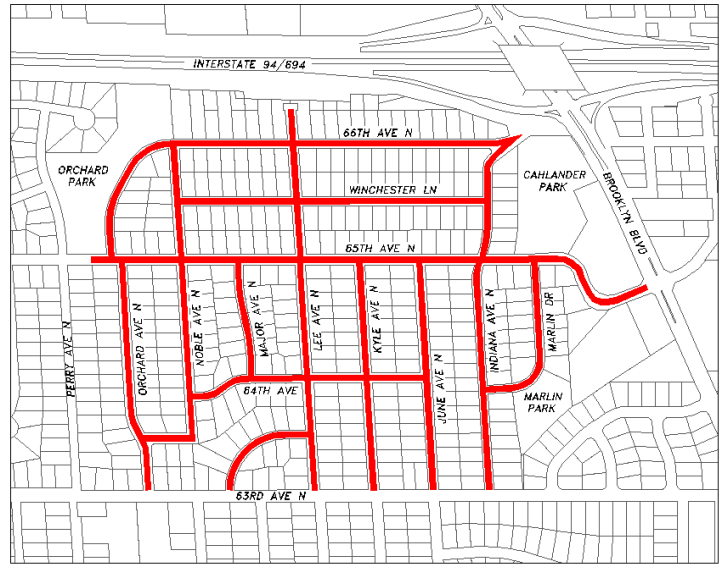 INTERSTATE 94/694
66TH AVE N
ORCHARD
PARK
CAHLANDER
PARK
WINCHESTER LN
BROOKLYN BLVD
65TH AVE N
PERRY AVE N
ORCHARD AVE N
NOBLE AVE N
MAJOR AVE N
LEE AVE N
KYLE AVE N
JUNE AVE N
INDIANA AVE N
MARLIN DR
64TH AVE
MARLIN
PARK
63RD AVE N